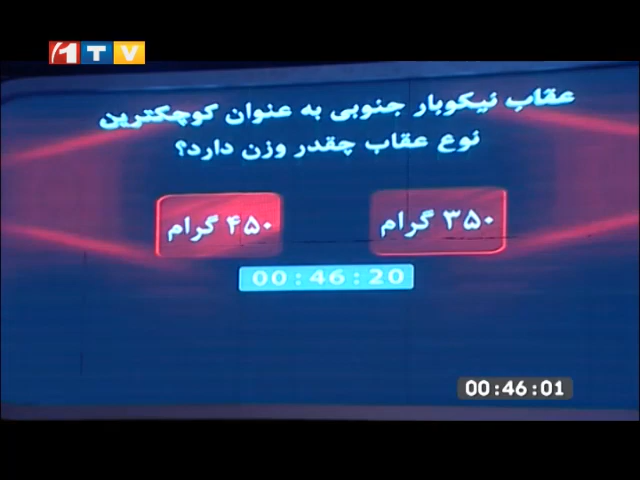 1TV
عقاب نیکوبار جنوبی به عنوان کوچکترین
نوع عقاب چقدر وزن دارد؟
۳۵۰ گرام
۴۵۰ گرام
00:46:20
00:46:01